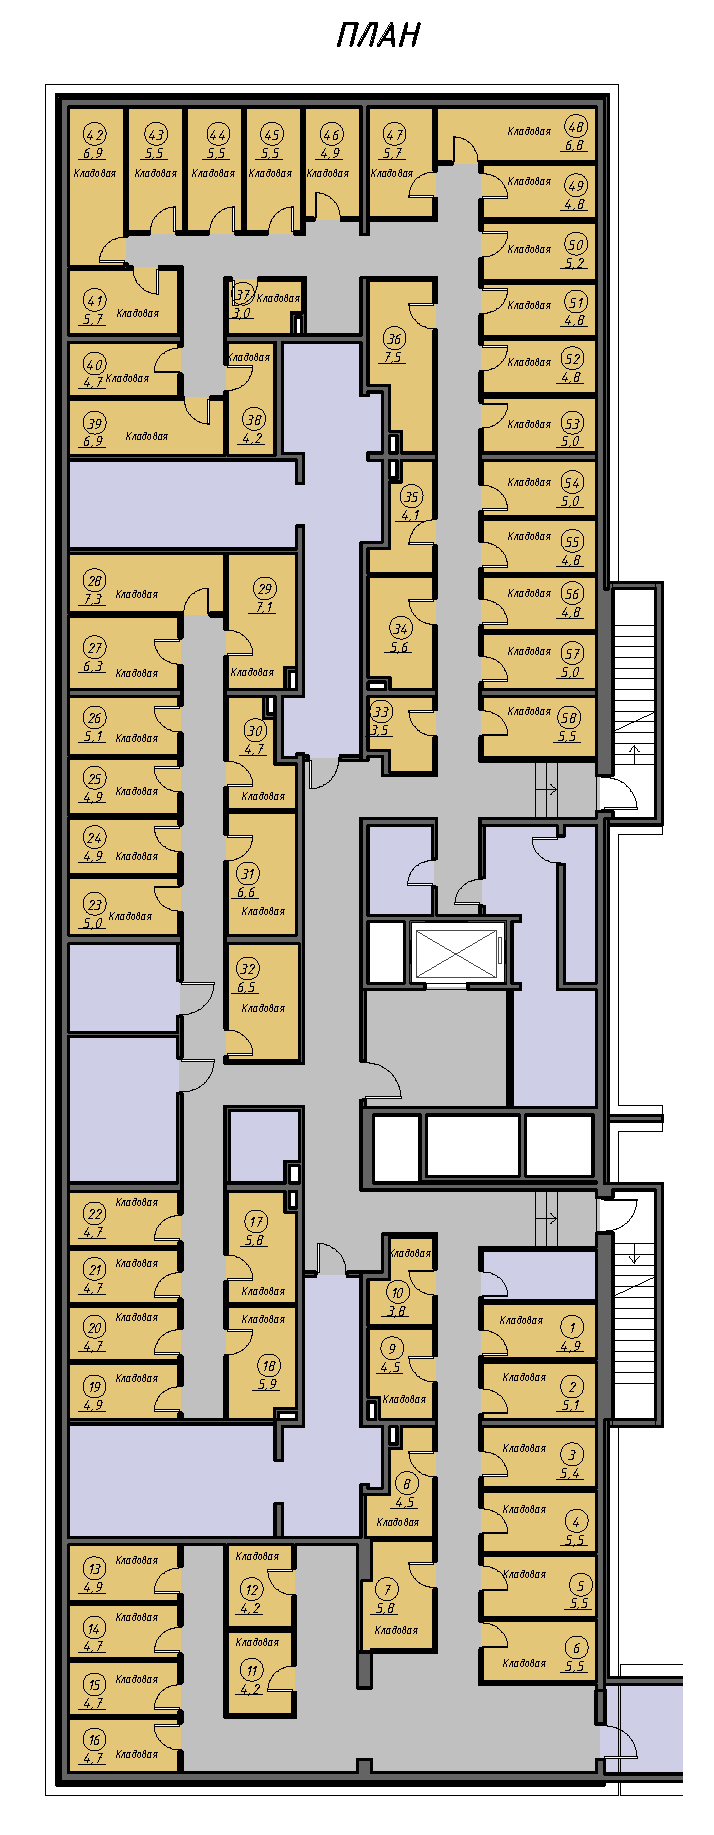 ПЛАН
42
6,9
Кладовая
43
5,5
Кладовая
44
5,5
Кладовая
45
5,5
Кладовая
46
4,9
Кладовая
47
5,7
Кладовая
Кладовая
48
6,8
Кладовая
49
4,8
Кладовая
50
5,2
41
5,7
Кладовая
37
3,0
Кладовая
Кладовая
51
4,8
36
7,5
Кладовая
52
4,8
40
4,7
Кладовая
Кладовая
38
4,2
39
6,9
Кладовая
Кладовая
53
5,0
Кладовая
54
5,0
35
4,1
Кладовая
55
4,8
28
7,3
Кладовая
29
7,1
Кладовая
Кладовая
56
4,8
27
6,3
Кладовая
34
5,6
Кладовая
57
5,0
26
5,1
Кладовая
30
4,7
Кладовая
33
3,5
Кладовая
58
5,5
25
4,9
Кладовая
24
4,9
Кладовая
31
6,6
Кладовая
23
5,0
Кладовая
32
6,5
Кладовая
22
4,7
Кладовая
17
5,8
Кладовая
21
4,7
Кладовая
Кладовая
10
3,8
20
4,7
Кладовая
Кладовая
18
5,9
9
4,5
Кладовая
Кладовая
1
4,9
19
4,9
Кладовая
Кладовая
2
5,1
Кладовая
3
5,4
8
4,5
Кладовая
Кладовая
4
5,5
13
4,9
Кладовая
Кладовая
12
4,2
7
5,8
Кладовая
Кладовая
5
5,5
14
4,7
Кладовая
Кладовая
11
4,2
Кладовая
6
5,5
15
4,7
Кладовая
16
4,7
Кладовая